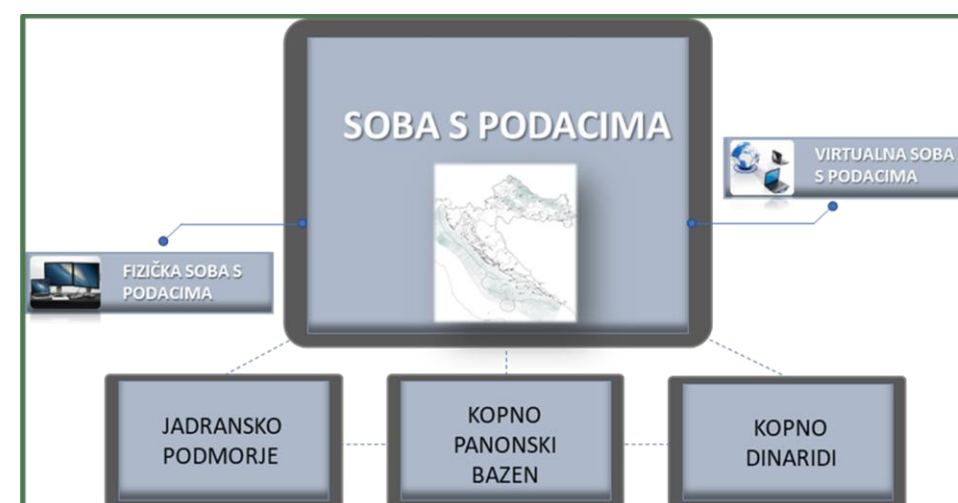 SOBA S PODACIMA
VIRTUALNA SOBA
S PODACIMA
FIZIČKA SOBA S
PODACIMA
JADRANSKO
PODMORJE
KOPNO
PANONSKI
BAZEN
KOPNO
DINARIDI